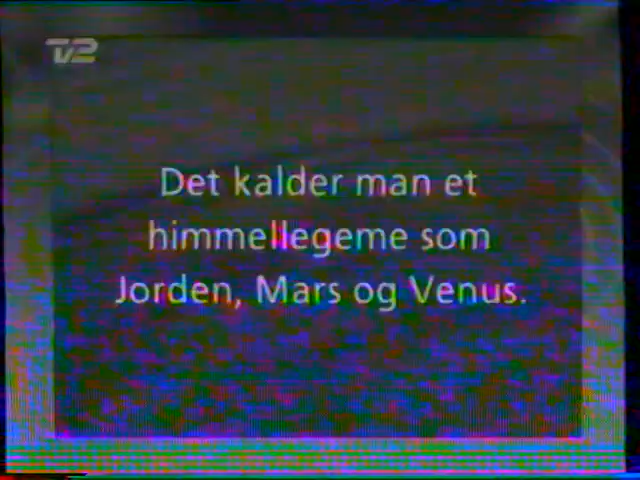 TV2
Det kalder man et
himmellegeme som
Jorden, Mars og Venus.